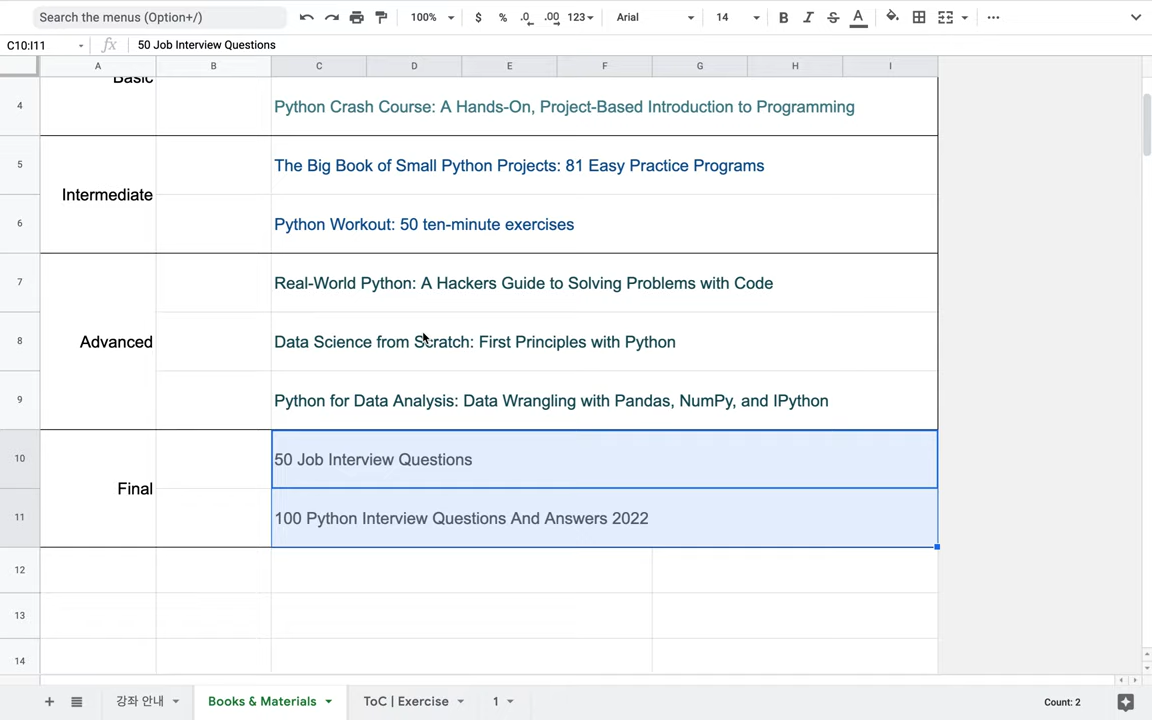 Search the menus (Option+/)
100% $ % .0 .00 123 Arial 14 B I S A
C10:I11 fx 50 Job Interview Questions
A B C D E F G H I
Basic
4 Python Crash Course: A Hands-On, Project-Based Introduction to Programming
5 The Big Book of Small Python Projects: 81 Easy Practice Programs
Intermediate
6 Python Workout: 50 ten-minute exercises
7 Real-World Python: A Hackers Guide to Solving Problems with Code
8 Advanced Data Science from Scratch: First Principles with Python
9 Python for Data Analysis: Data Wrangling with Pandas, NumPy, and IPython
10 50 Job Interview Questions
Final
11 100 Python Interview Questions And Answers 2022
12
13
14
강좌 안내 Books & Materials ToC | Exercise 1 Count: 2